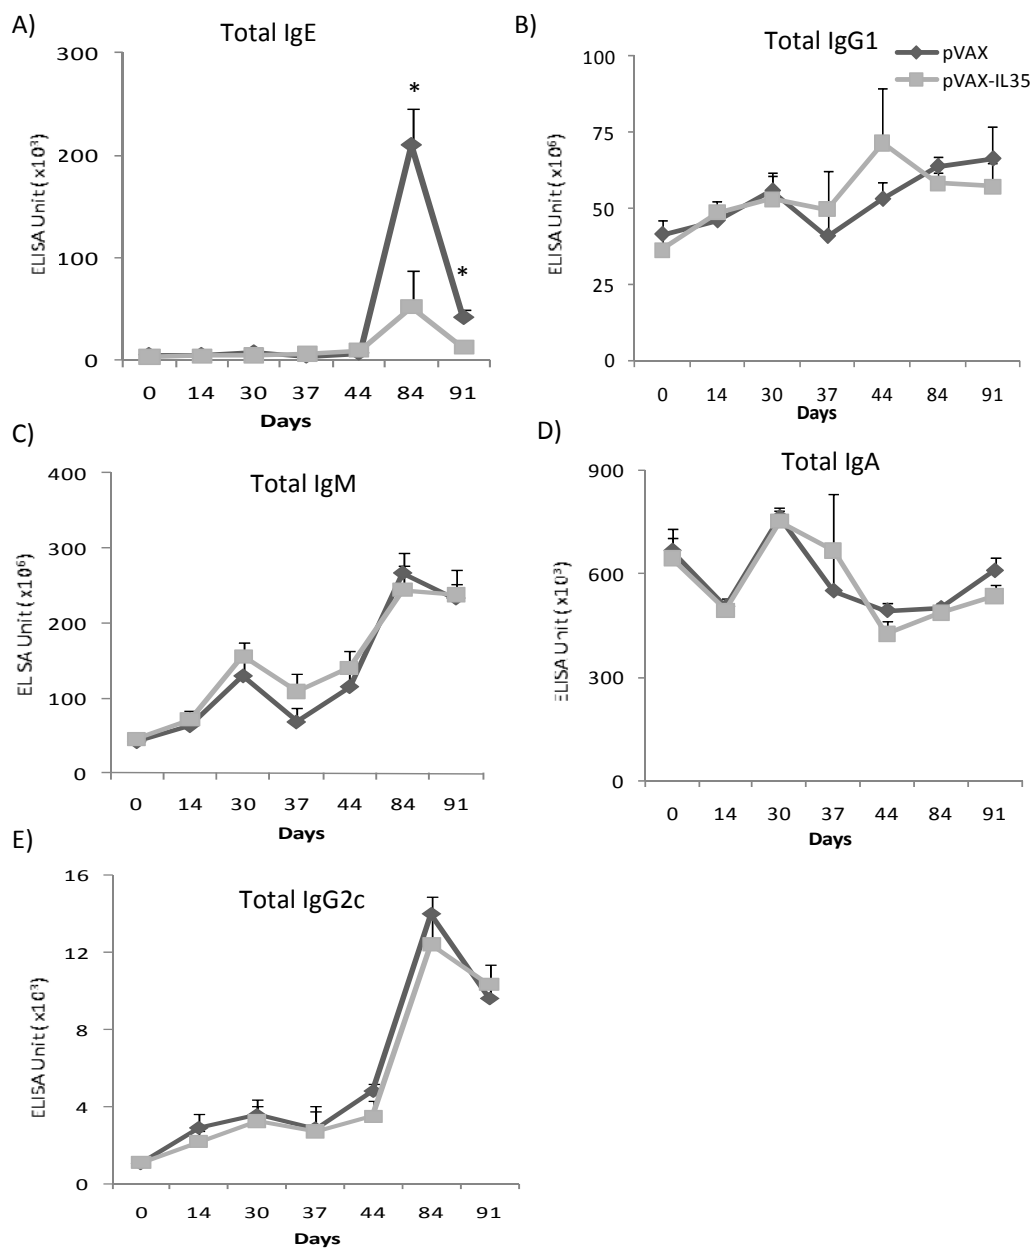 A)
Total IgE
300
200
100
0
ELISA Unit (x10³)
*
*
0 14 30 37 44 84 91
Days
B)
Total IgG1
pVAX
pVAX-IL35
100
75
50
25
0
ELISA Unit (x10⁶)
0 14 30 37 44 84 91
Days
C)
Total IgM
400
300
200
100
0
EL SA Unit (x10⁶)
0 14 30 37 44 84 91
Days
D)
Total IgA
900
600
300
0
ELISA Unit (x10³)
0 14 30 37 44 84 91
Days
E)
Total IgG2c
16
12
8
4
0
ELISA Unit (x10³)
0 14 30 37 44 84 91
Days